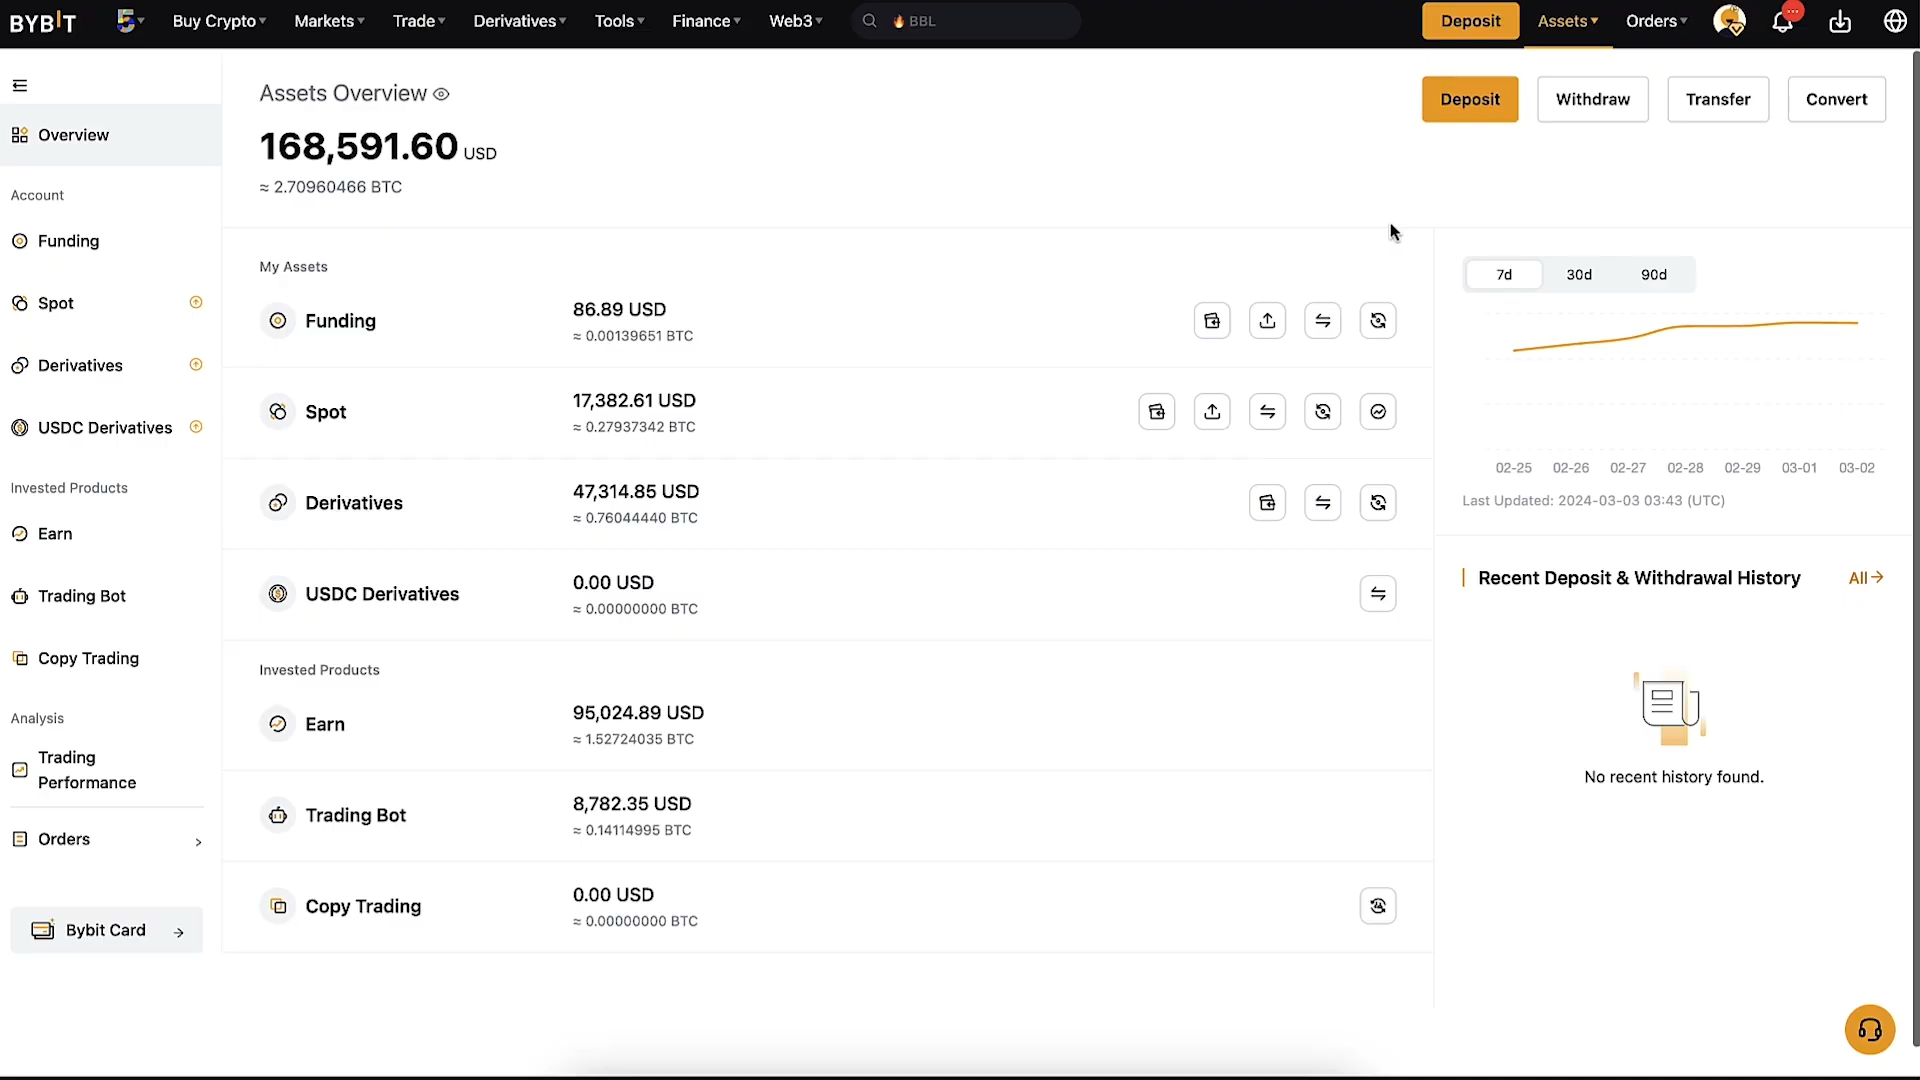 BYBIT
Buy Crypto
Markets
Trade
Derivatives
Tools
Finance
Web3
BBL
Deposit
Assets
Orders
Assets Overview
168,591.60 USD
≈ 2.70960466 BTC
Deposit
Withdraw
Transfer
Convert
Overview
Account
Funding
Spot
Derivatives
USDC Derivatives
Invested Products
Earn
Trading Bot
Copy Trading
Analysis
Trading
Performance
Orders
Bybit Card
My Assets
Funding
86.89 USD
≈ 0.00139651 BTC
Spot
17,382.61 USD
≈ 0.27937342 BTC
Derivatives
47,314.85 USD
≈ 0.76044440 BTC
USDC Derivatives
0.00 USD
≈ 0.00000000 BTC
Invested Products
Earn
95,024.89 USD
≈ 1.52724035 BTC
Trading Bot
8,782.35 USD
≈ 0.14114995 BTC
Copy Trading
0.00 USD
≈ 0.00000000 BTC
7d
30d
90d
02-25 02-26 02-27 02-28 02-29 03-01 03-02
Last Updated: 2024-03-03 03:43 (UTC)
Recent Deposit & Withdrawal History
All
No recent history found.